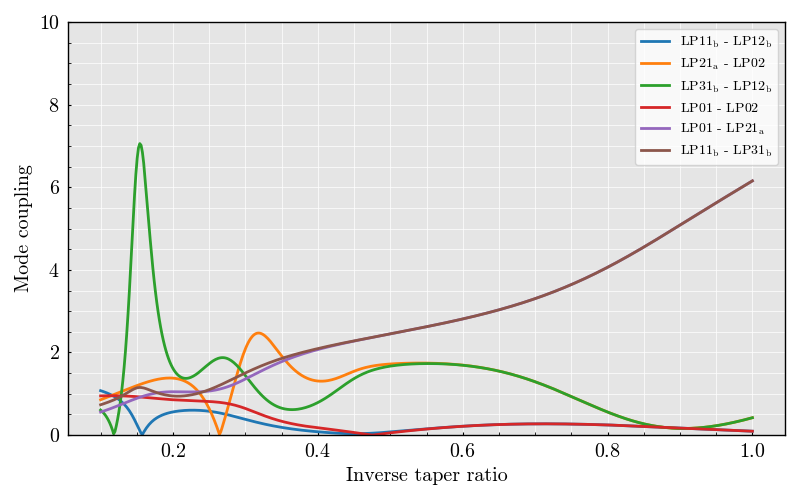 10
8
6
4
2
0
0.2
0.4
0.6
0.8
1.0
Mode coupling
Inverse taper ratio
LP11b - LP12b
LP21a - LP02
LP31b - LP12b
LP01 - LP02
LP01 - LP21a
LP11b - LP31b